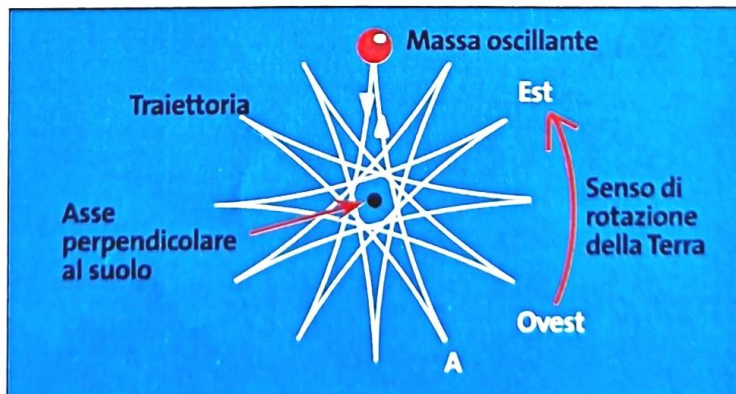 Massa oscillante
Traiettoria
Est
Asse
perpendicolare
al suolo
Senso di
rotazione
della Terra
Ovest
A